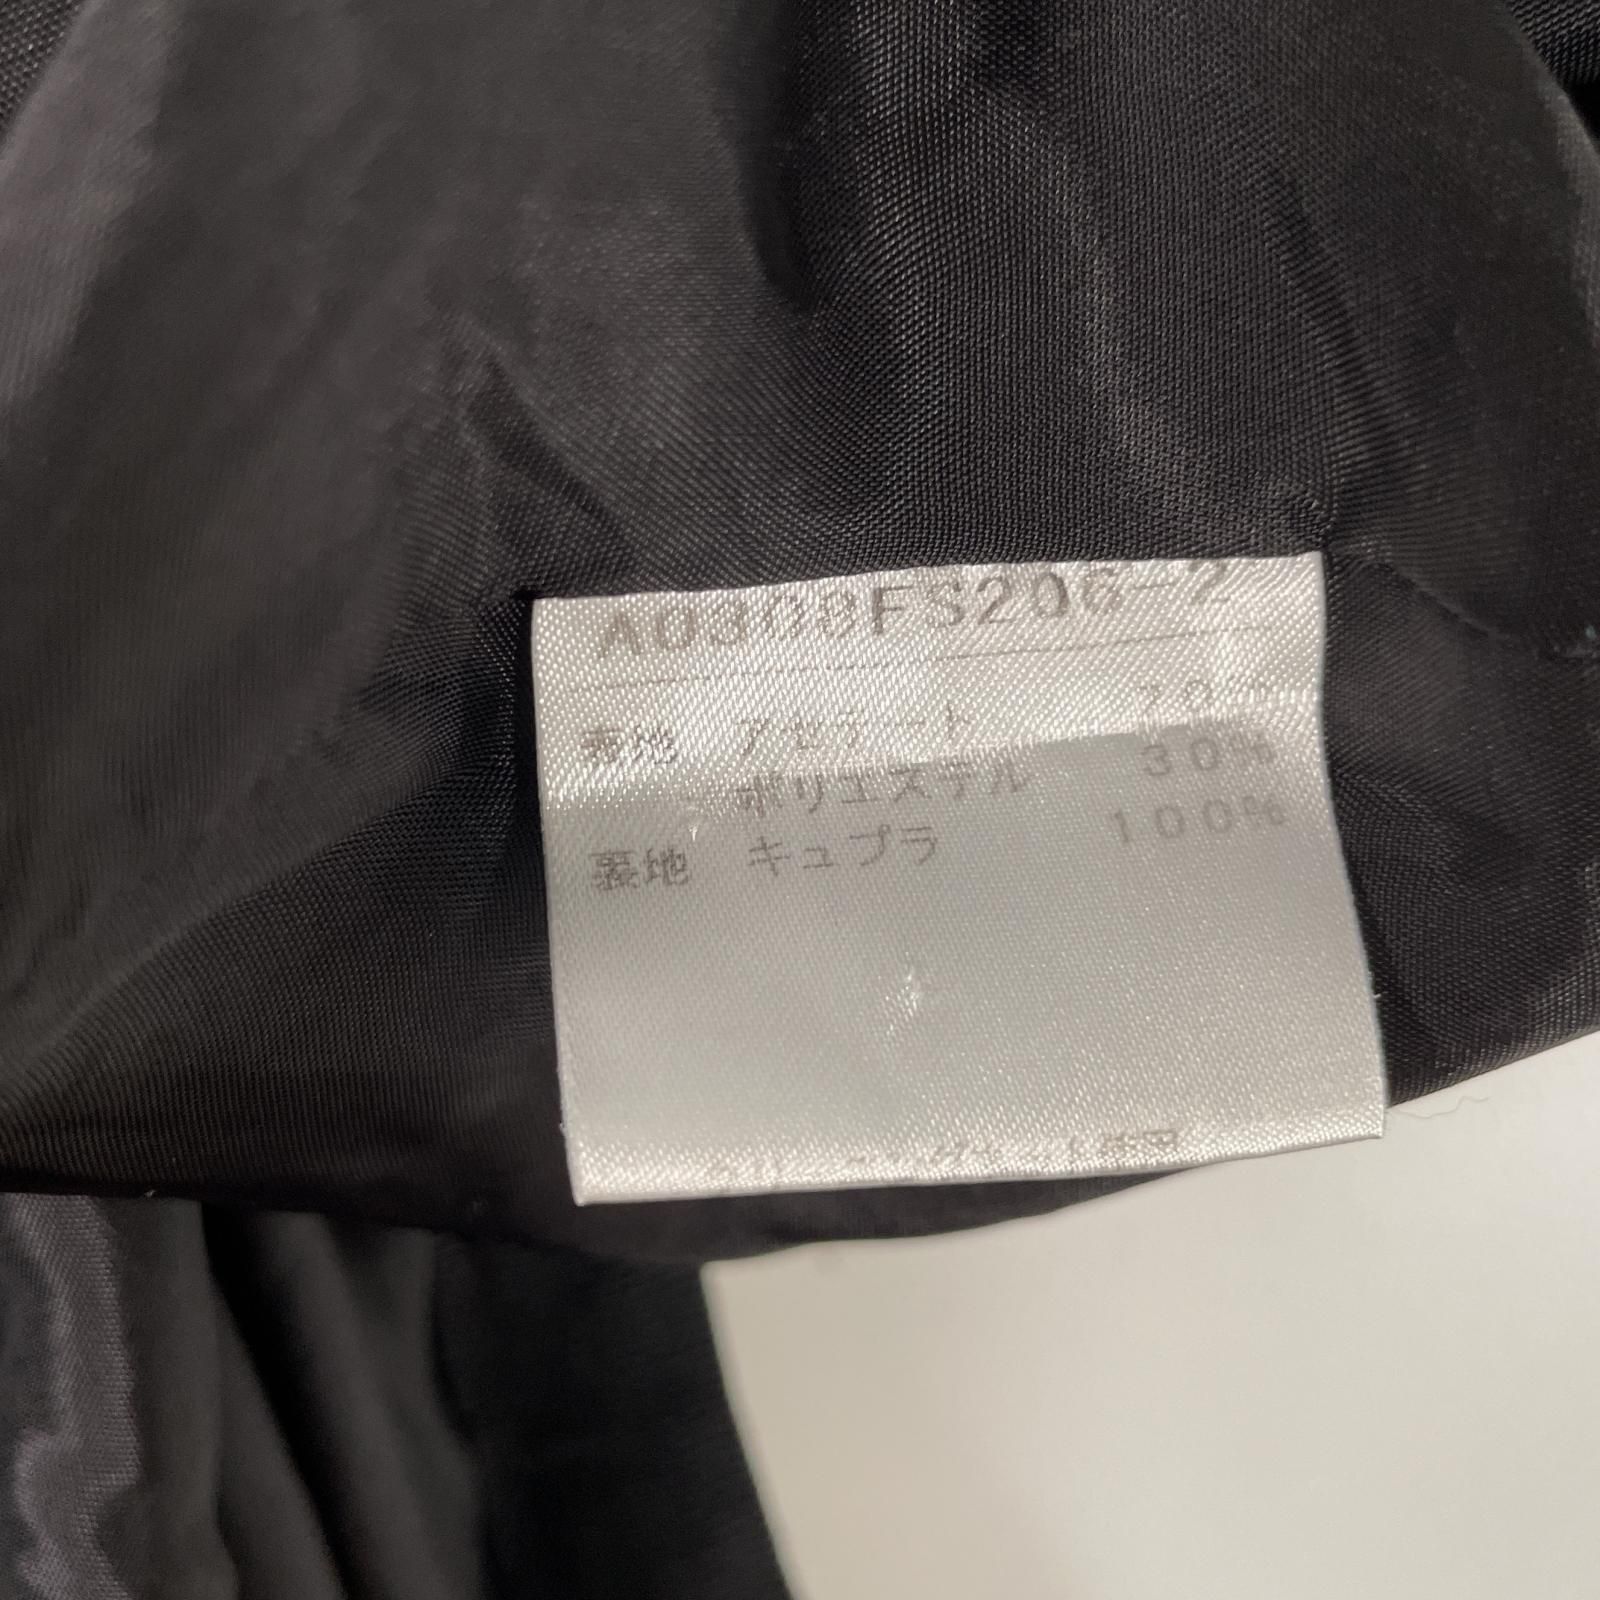 A0308FS206-2
表地 アセテート 70%
ポリエステル 30%
裏地 キュプラ 100%